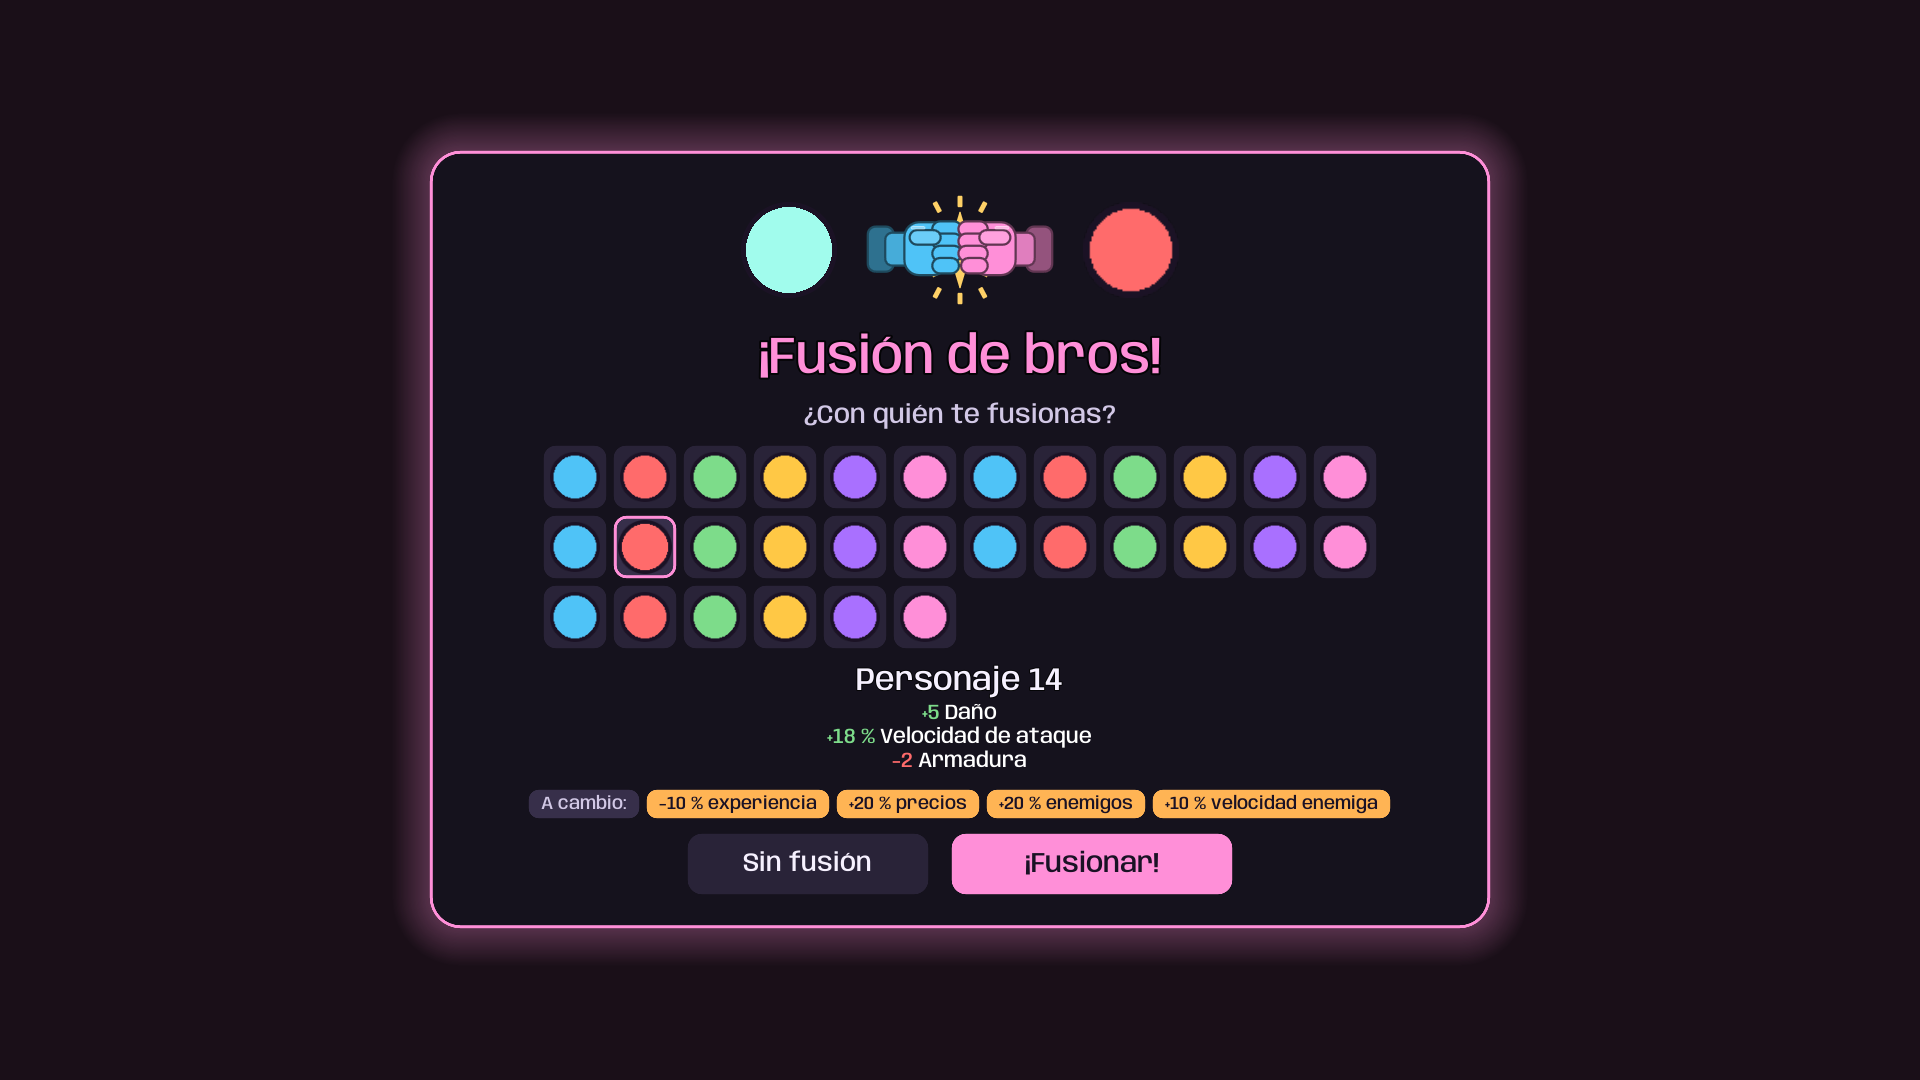 ¡Fusión de bros!
¿Con quién te fusionas?
Personaje 14
+5 Daño
+18 % Velocidad de ataque
-2 Armadura
A cambio: -10 % experiencia +20 % precios +20 % enemigos +10 % velocidad enemiga
Sin fusión ¡Fusionar!